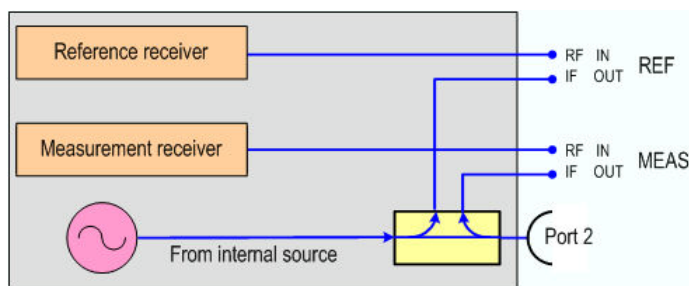 Reference receiver
RF IN
IF OUT
REF
Measurement receiver
RF IN
IF OUT
MEAS
From internal source
Port 2